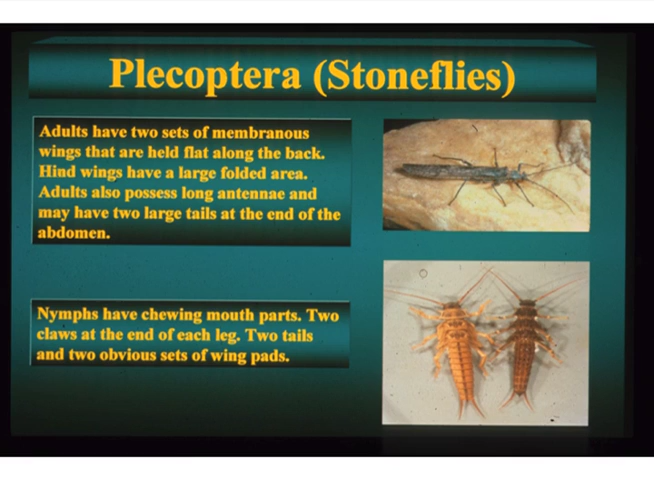 Plecoptera (Stoneflies)
Adults have two sets of membranous
wings that are held flat along the back.
Hind wings have a large folded area.
Adults also possess long antennae and
may have two large tails at the end of the
abdomen.
Nymphs have chewing mouth parts. Two
claws at the end of each leg. Two tails
and two obvious sets of wing pads.